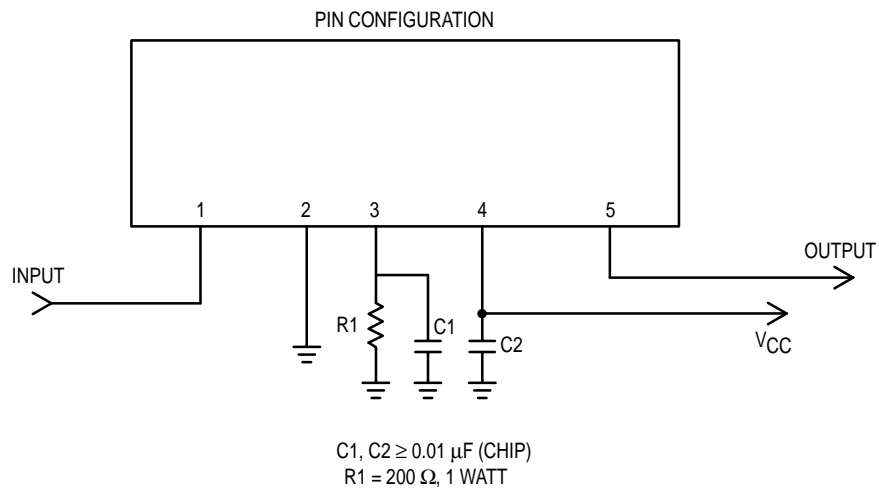 PIN CONFIGURATION
1 2 3 4 5
INPUT
OUTPUT
R1 C1 C2
VCC
C1, C2 ≥ 0.01 μF (CHIP)
R1 = 200 Ω, 1 WATT